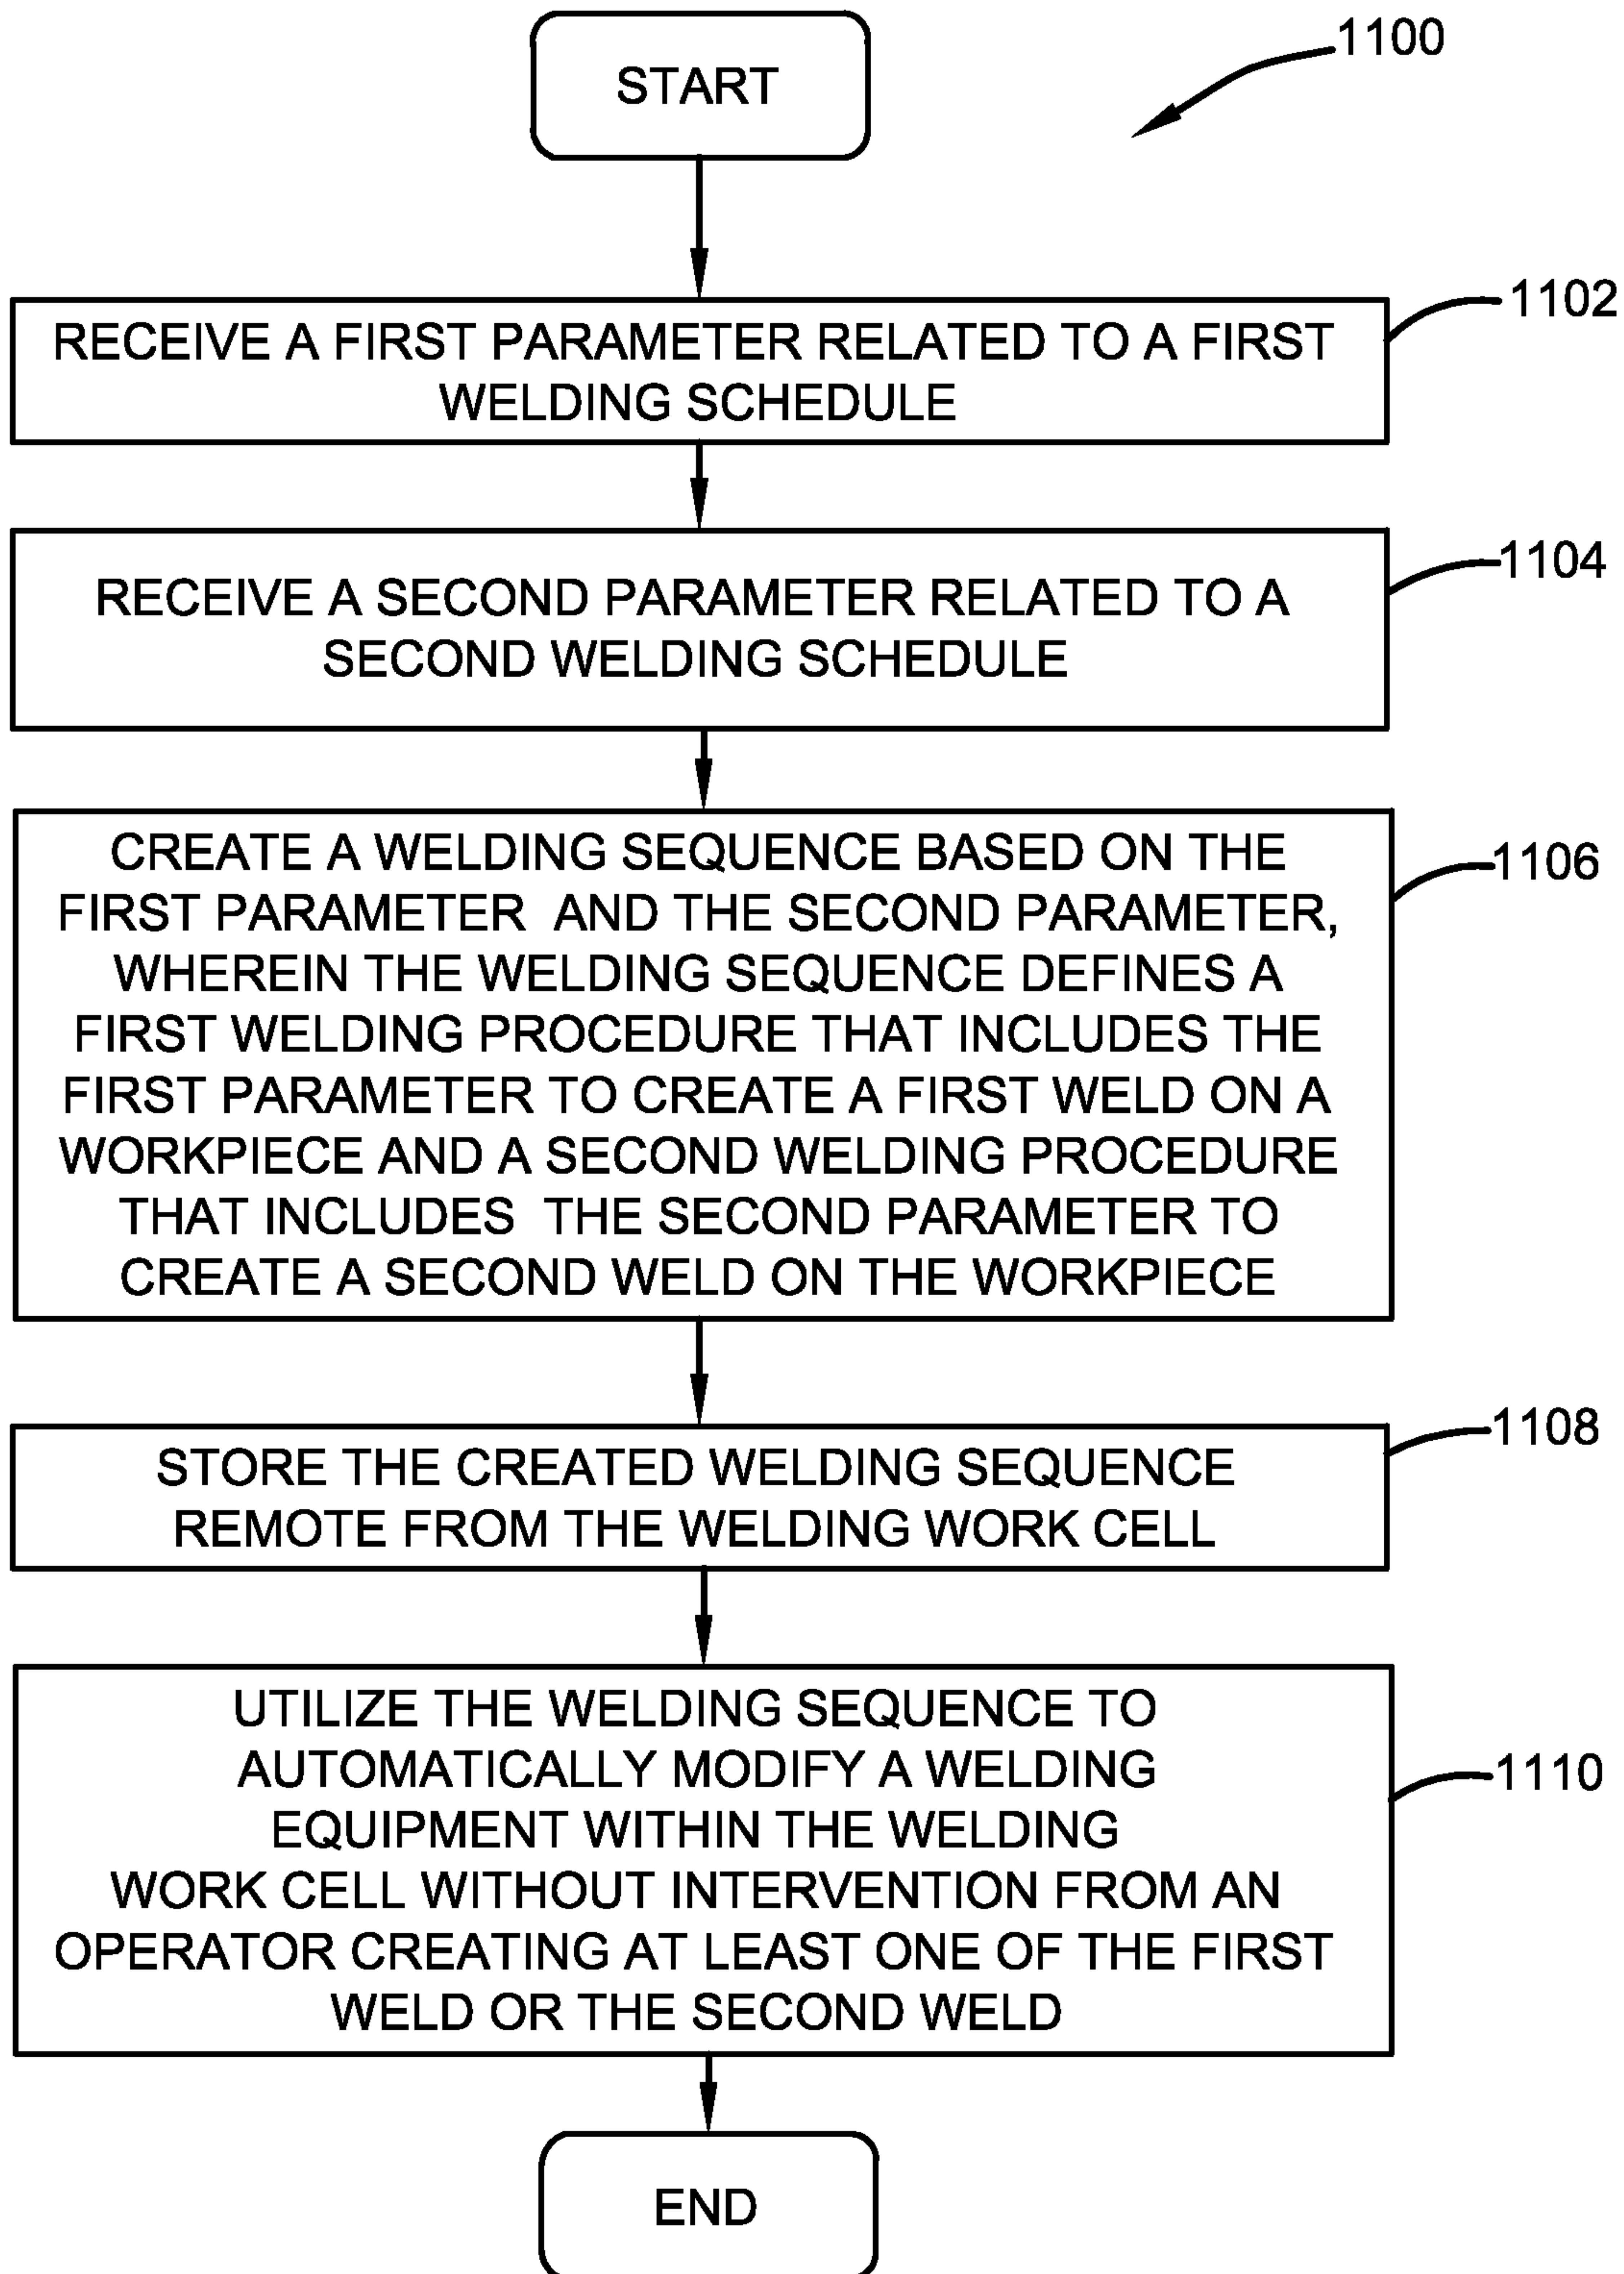 START
1100
RECEIVE A FIRST PARAMETER RELATED TO A FIRST
WELDING SCHEDULE
1102
RECEIVE A SECOND PARAMETER RELATED TO A
SECOND WELDING SCHEDULE
1104
CREATE A WELDING SEQUENCE BASED ON THE
FIRST PARAMETER AND THE SECOND PARAMETER,
WHEREIN THE WELDING SEQUENCE DEFINES A
FIRST WELDING PROCEDURE THAT INCLUDES THE
FIRST PARAMETER TO CREATE A FIRST WELD ON A
WORKPIECE AND A SECOND WELDING PROCEDURE
THAT INCLUDES THE SECOND PARAMETER TO
CREATE A SECOND WELD ON THE WORKPIECE
1106
STORE THE CREATED WELDING SEQUENCE
REMOTE FROM THE WELDING WORK CELL
1108
UTILIZE THE WELDING SEQUENCE TO
AUTOMATICALLY MODIFY A WELDING
EQUIPMENT WITHIN THE WELDING
WORK CELL WITHOUT INTERVENTION FROM AN
OPERATOR CREATING AT LEAST ONE OF THE FIRST
WELD OR THE SECOND WELD
1110
END